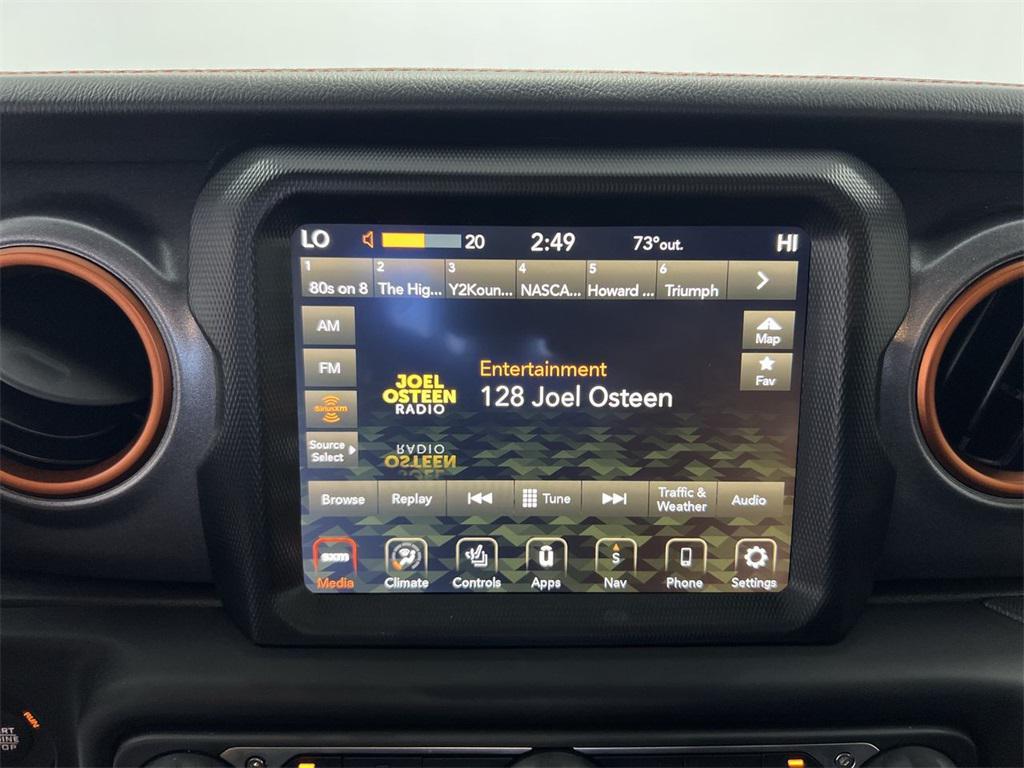 LO 20 2:49 73°out. HI
1 2 3 4 5 6
80s on 8 The Hig... Y2Koun... NASCA... Howard ... Triumph
AM
Map
FM
Fav
SiriusXM
Source
Select
JOEL
OSTEEN
RADIO
Entertainment
128 Joel Osteen
Browse Replay Tune Traffic &
Weather Audio
sxm
S
Media Climate Controls Apps Nav Phone Settings
RUN